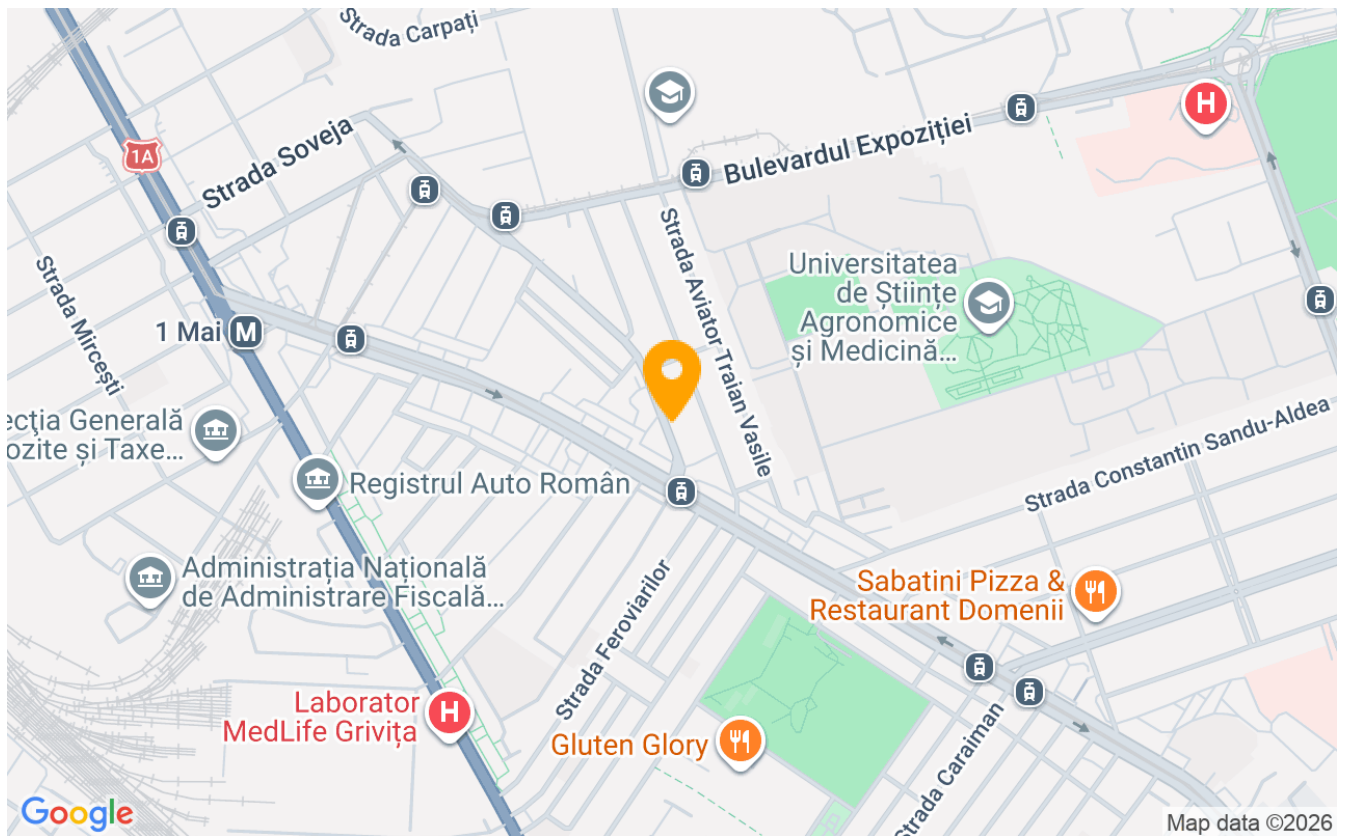 Strada Carpați
1A
Strada Soveja
H
Bulevardul Expoziției
Strada Aviator Traian Vasile
Universitatea
de Științe
Agronomice
și Medicină...
Strada Mircești
1 Mai M
ecţia Generală
ozite și Taxe...
Registrul Auto Român
Strada Constantin Sandu-Aldea
Administrația Națională
de Administrare Fiscală...
Sabatini Pizza &
Restaurant Domenii
Strada Feroviarilor
Laborator
MedLife Grivița
H
Gluten Glory
Strada Caraiman
Google
Map data ©2026